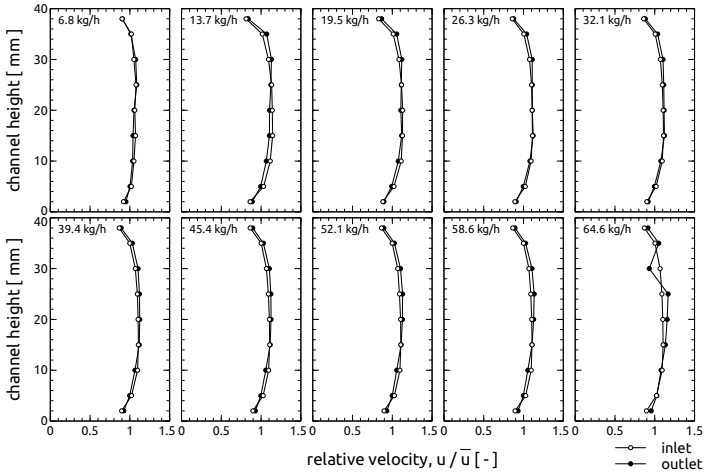 40
30
20
10
0
channel height [ mm ]
6.8 kg/h
13.7 kg/h
19.5 kg/h
26.3 kg/h
32.1 kg/h
40
30
20
10
0
channel height [ mm ]
39.4 kg/h
45.4 kg/h
52.1 kg/h
58.6 kg/h
64.6 kg/h
0 0.5 1 1.5 0 0.5 1 1.5 0 0.5 1 1.5 0 0.5 1 1.5 0 0.5 1 1.5
relative velocity, u / u̅ [ - ]
inlet
outlet